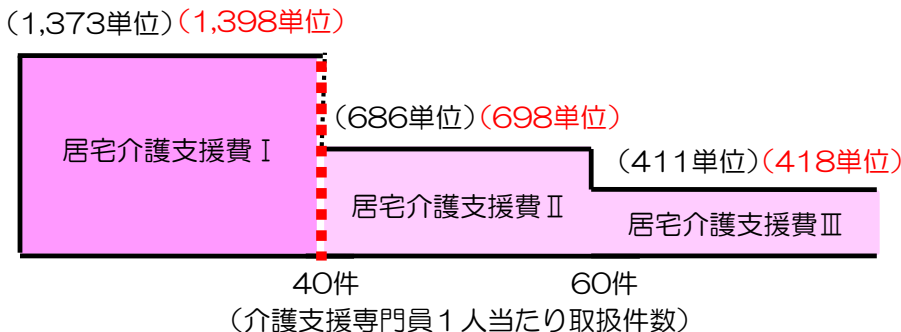 (1,373単位)(1,398単位)
(686単位)(698単位)
居宅介護支援費Ⅰ
(411単位)(418単位)
居宅介護支援費Ⅱ
居宅介護支援費Ⅲ
40件 60件
(介護支援専門員1人当たり取扱件数)